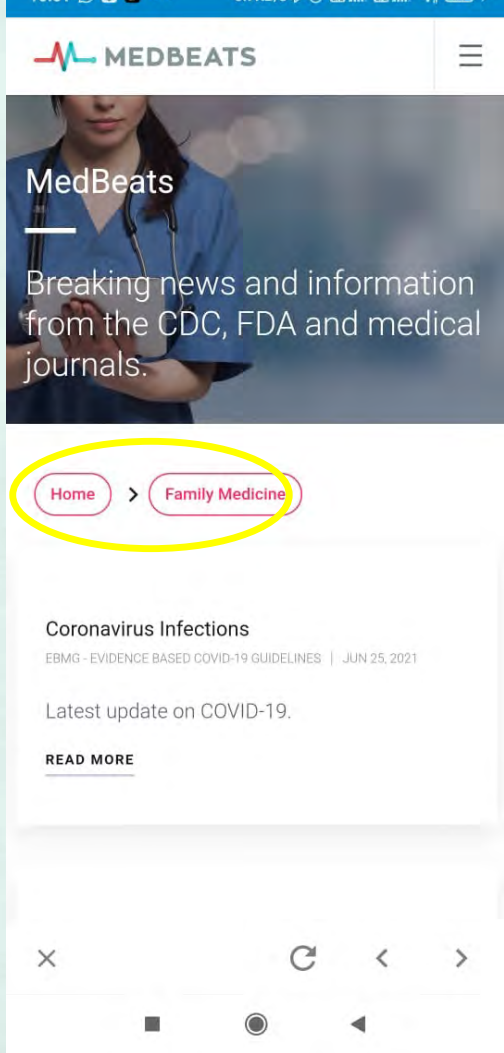 MEDBEATS
MedBeats
Breaking news and information
from the CDC, FDA and medical
journals.
Home > Family Medicine
Coronavirus Infections
EBMG - EVIDENCE BASED COVID-19 GUIDELINES | JUN 25, 2021
Latest update on COVID-19.
READ MORE